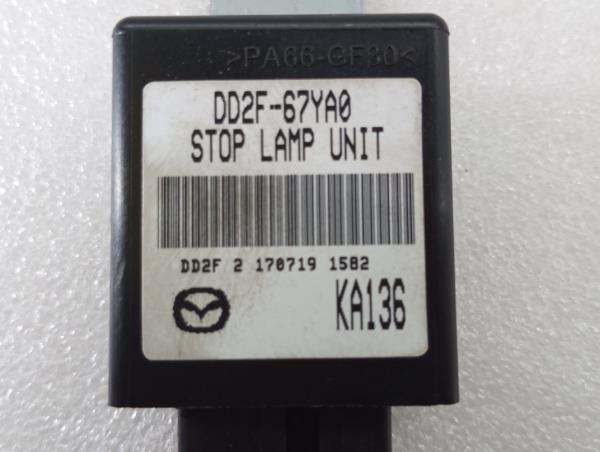 >PA66-GF30<
DD2F-67YA0
STOP LAMP UNIT
DD2F 2 170719 1582
KA136